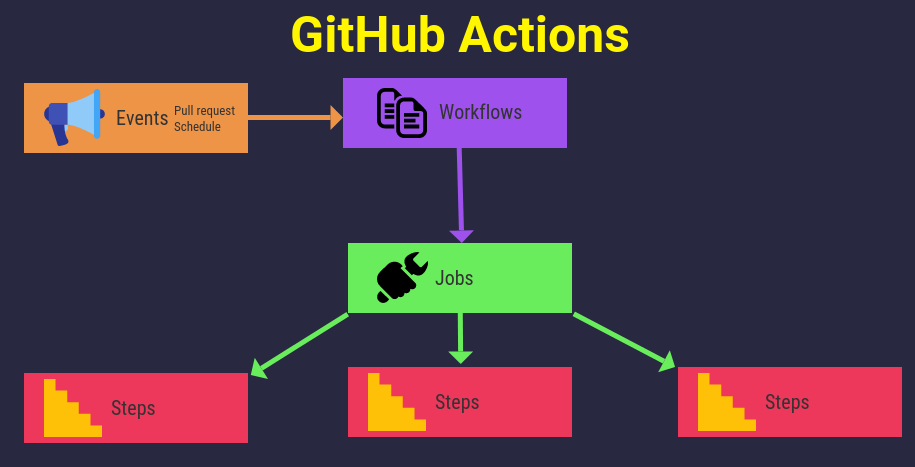 GitHub Actions
Events
Pull request
Schedule
Workflows
Jobs
Steps
Steps
Steps